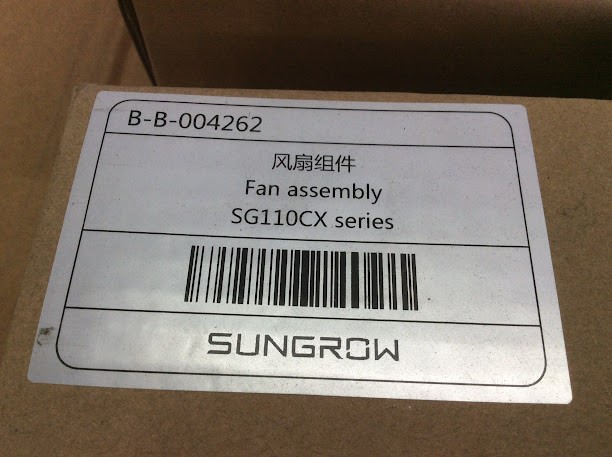 B-B-004262
风扇组件
Fan assembly
SG110CX series
SUNGROW